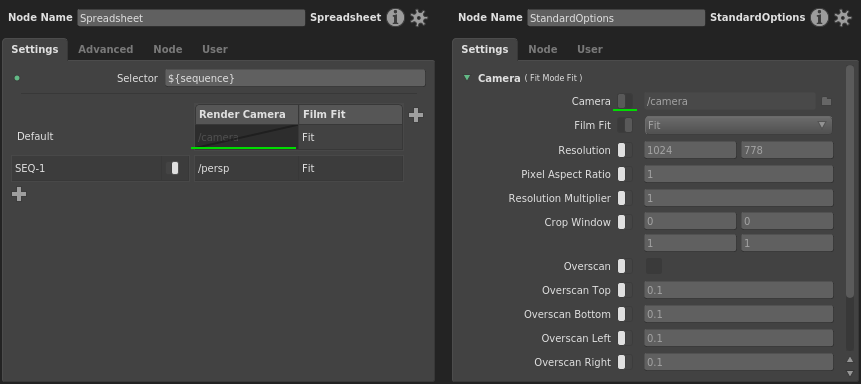 Node Name Spreadsheet Spreadsheet
Settings Advanced Node User
Selector ${sequence}
Render Camera Film Fit
Default /camera Fit
SEQ-1 /persp Fit
Node Name StandardOptions StandardOptions
Settings Node User
Camera ( Fit Mode Fit )
Camera /camera
Film Fit Fit
Resolution 1024 778
Pixel Aspect Ratio 1
Resolution Multiplier 1
Crop Window 0 0
1 1
Overscan
Overscan Top 0.1
Overscan Bottom 0.1
Overscan Left 0.1
Overscan Right 0.1